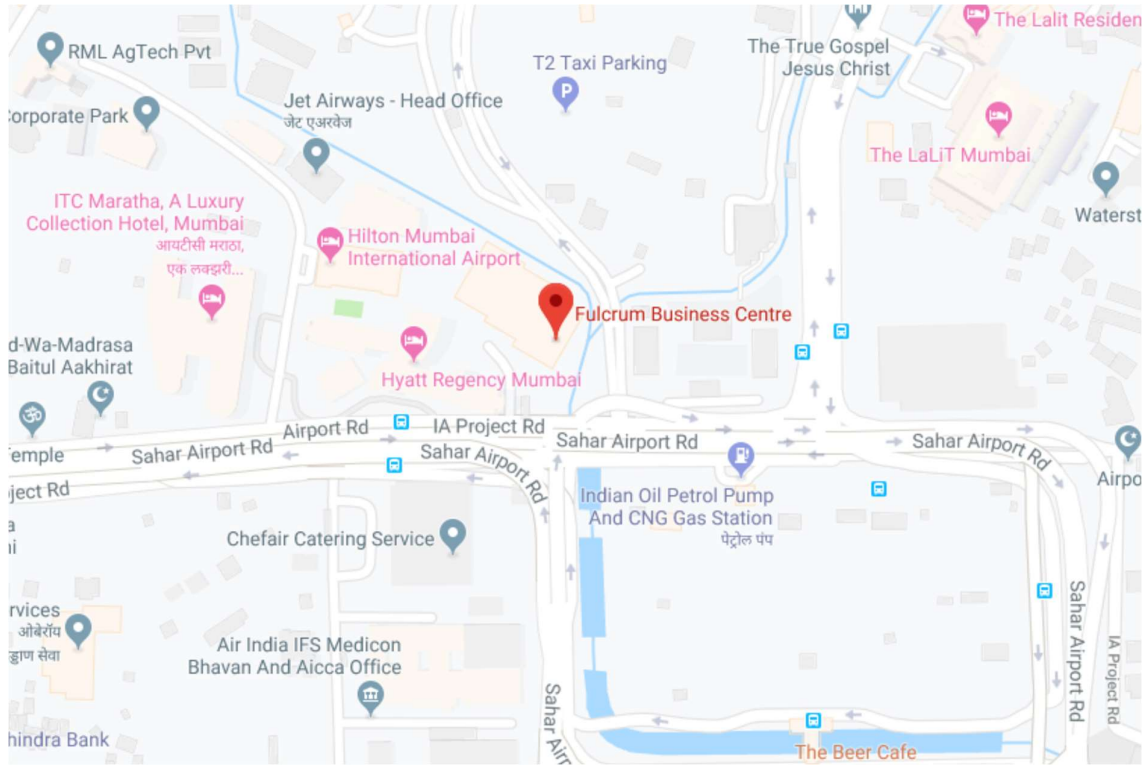 The Lalit Residen
RML AgTech Pvt
The True Gospel
Jesus Christ
T2 Taxi Parking
Jet Airways - Head Office
जेट एअरवेज
orporate Park
The LaLiT Mumbai
ITC Maratha, A Luxury
Collection Hotel, Mumbai
आयटीसी मराठा,
एक लक्झरी...
Waterst
Hilton Mumbai
International Airport
Fulcrum Business Centre
d-Wa-Madrasa
Baitul Aakhirat
Hyatt Regency Mumbai
Airport Rd
IA Project Rd
Sahar Airport Rd
Sahar Airport Rd
Sahar Airport Rd
Sahar Airport Rd
emple
Airpo
ject Rd
Indian Oil Petrol Pump
And CNG Gas Station
पेट्रोल पंप
Chefair Catering Service
rvices
ओबेरॉय
ड्डाण सेवा
Air India IFS Medicon
Bhavan And Aicca Office
Sahar Airport Rd
IA Project Rd
Sahar Airp
hindra Bank
The Beer Cafe
P